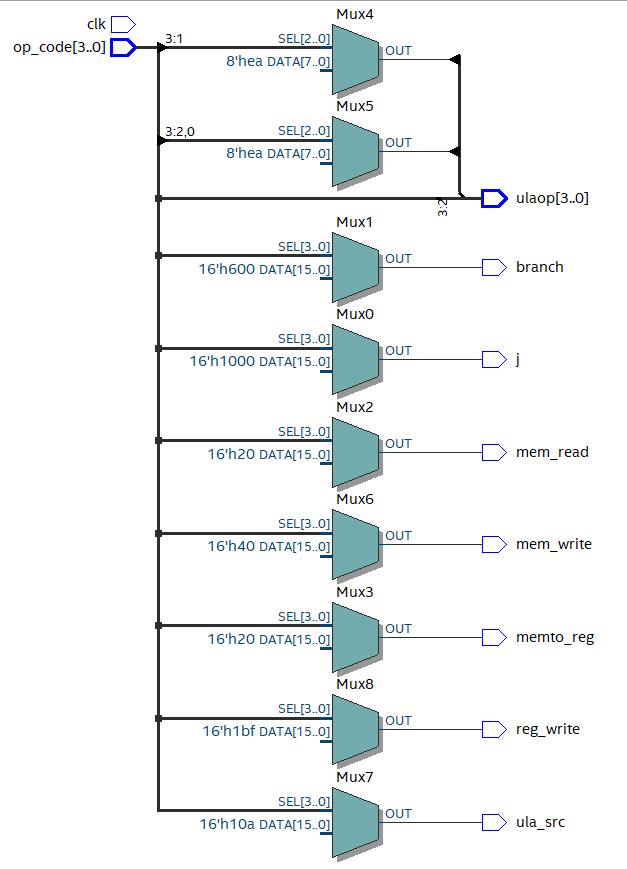 Mux4
clk
op_code[3..0]
3:1
SEL[2..0]
OUT
8'hea DATA[7..0]
Mux5
3:2,0
SEL[2..0]
OUT
8'hea DATA[7..0]
3:2
ulaop[3..0]
Mux1
SEL[3..0]
OUT
16'h600 DATA[15..0]
branch
Mux0
SEL[3..0]
OUT
16'h1000 DATA[15..0]
j
Mux2
SEL[3..0]
OUT
16'h20 DATA[15..0]
mem_read
Mux6
SEL[3..0]
OUT
16'h40 DATA[15..0]
mem_write
Mux3
SEL[3..0]
OUT
16'h20 DATA[15..0]
memto_reg
Mux8
SEL[3..0]
OUT
16'h1bf DATA[15..0]
reg_write
Mux7
SEL[3..0]
OUT
16'h10a DATA[15..0]
ula_src